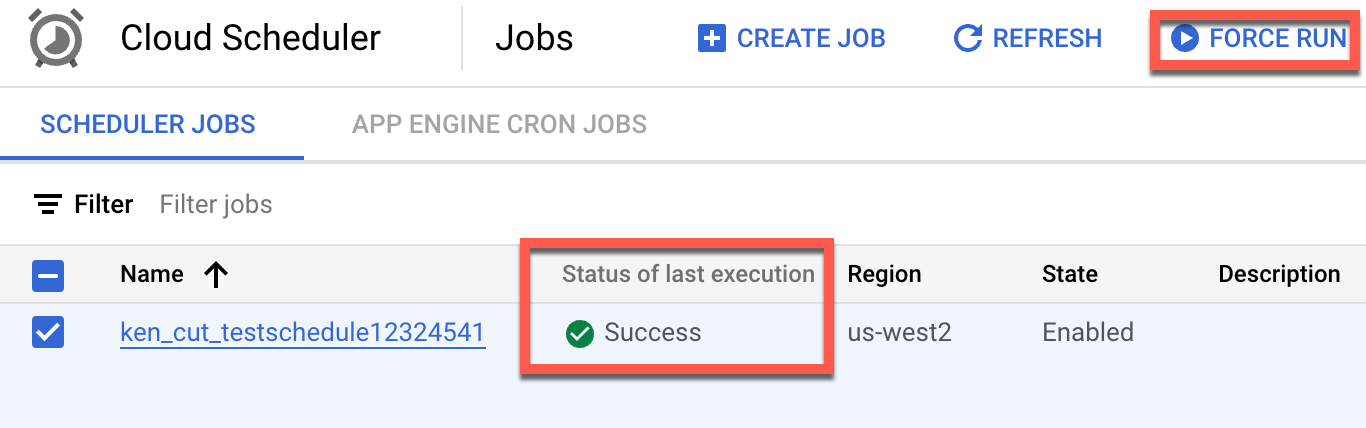 Cloud Scheduler Jobs CREATE JOB REFRESH FORCE RUN
SCHEDULER JOBS APP ENGINE CRON JOBS
Filter Filter jobs
Name Status of last execution Region State Description
ken_cut_testschedule12324541 Success us-west2 Enabled